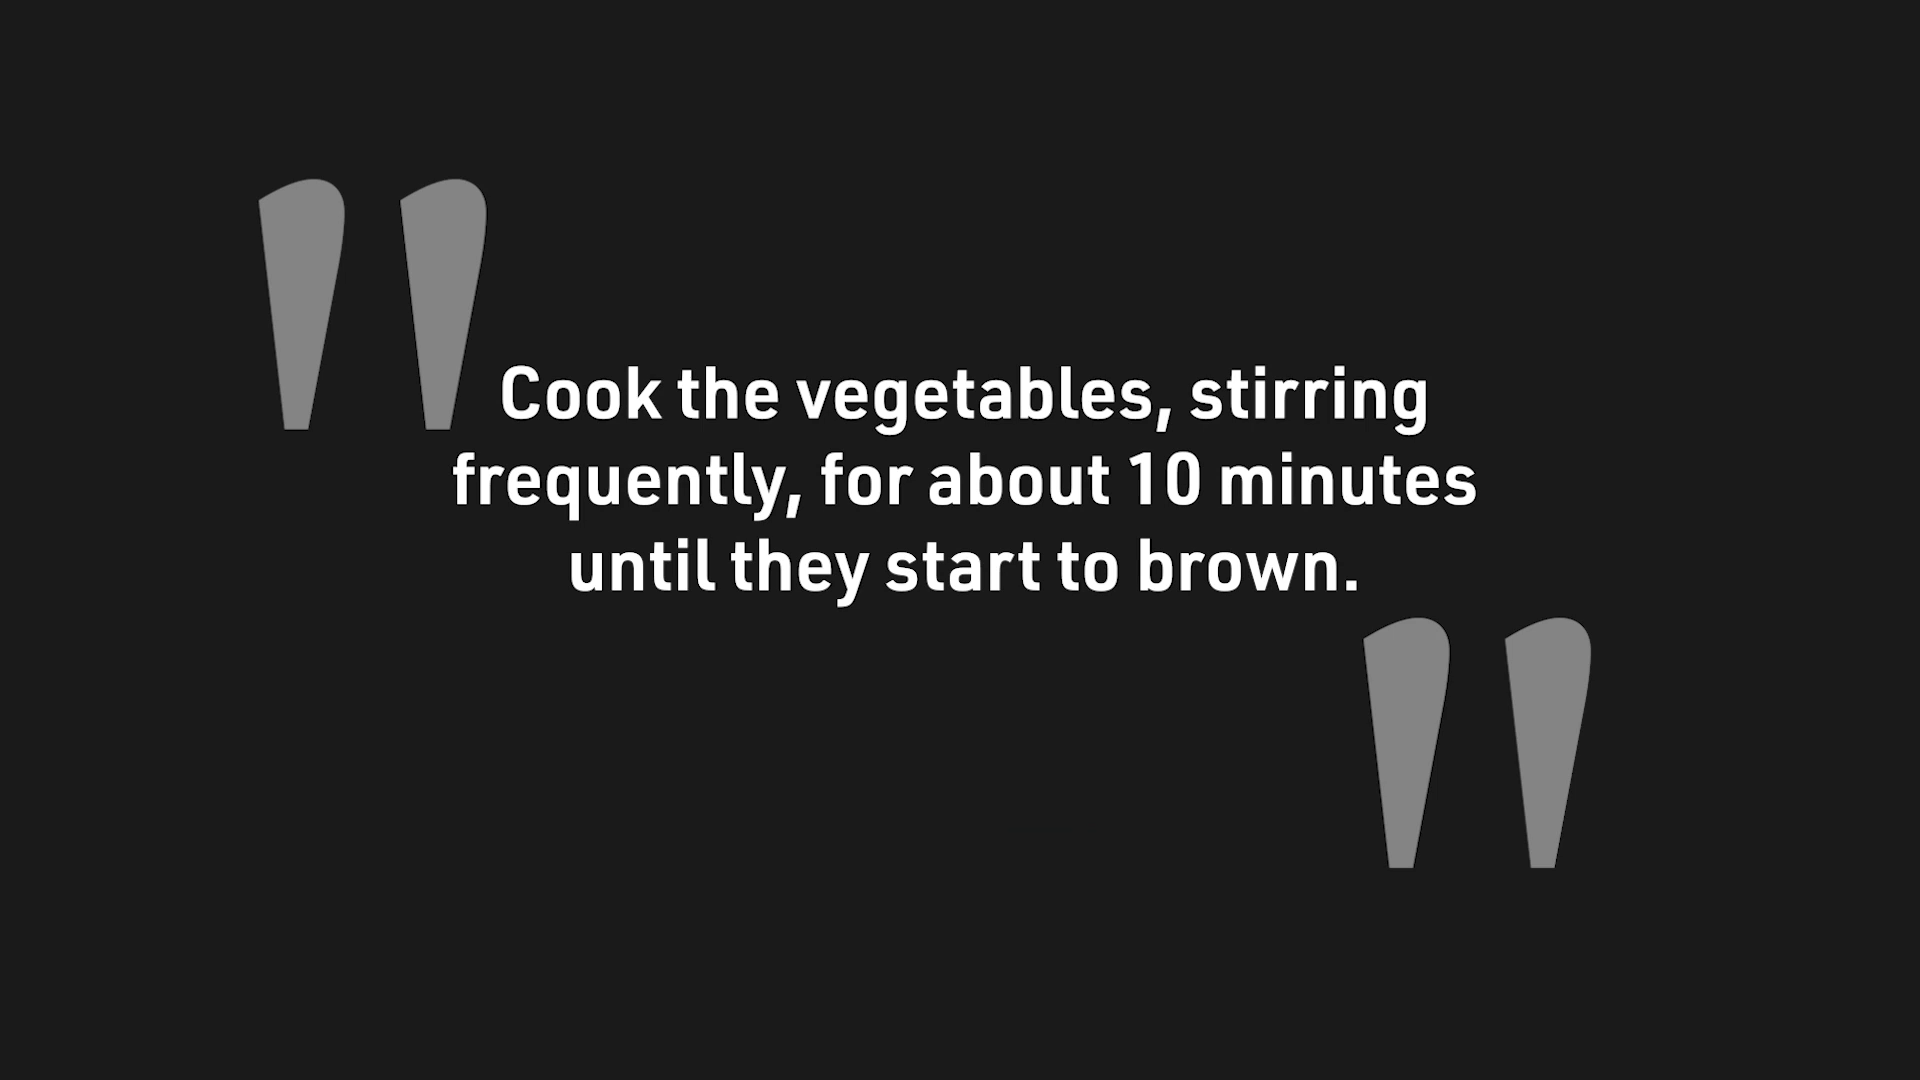 "Cook the vegetables, stirring
frequently, for about 10 minutes
until they start to brown."